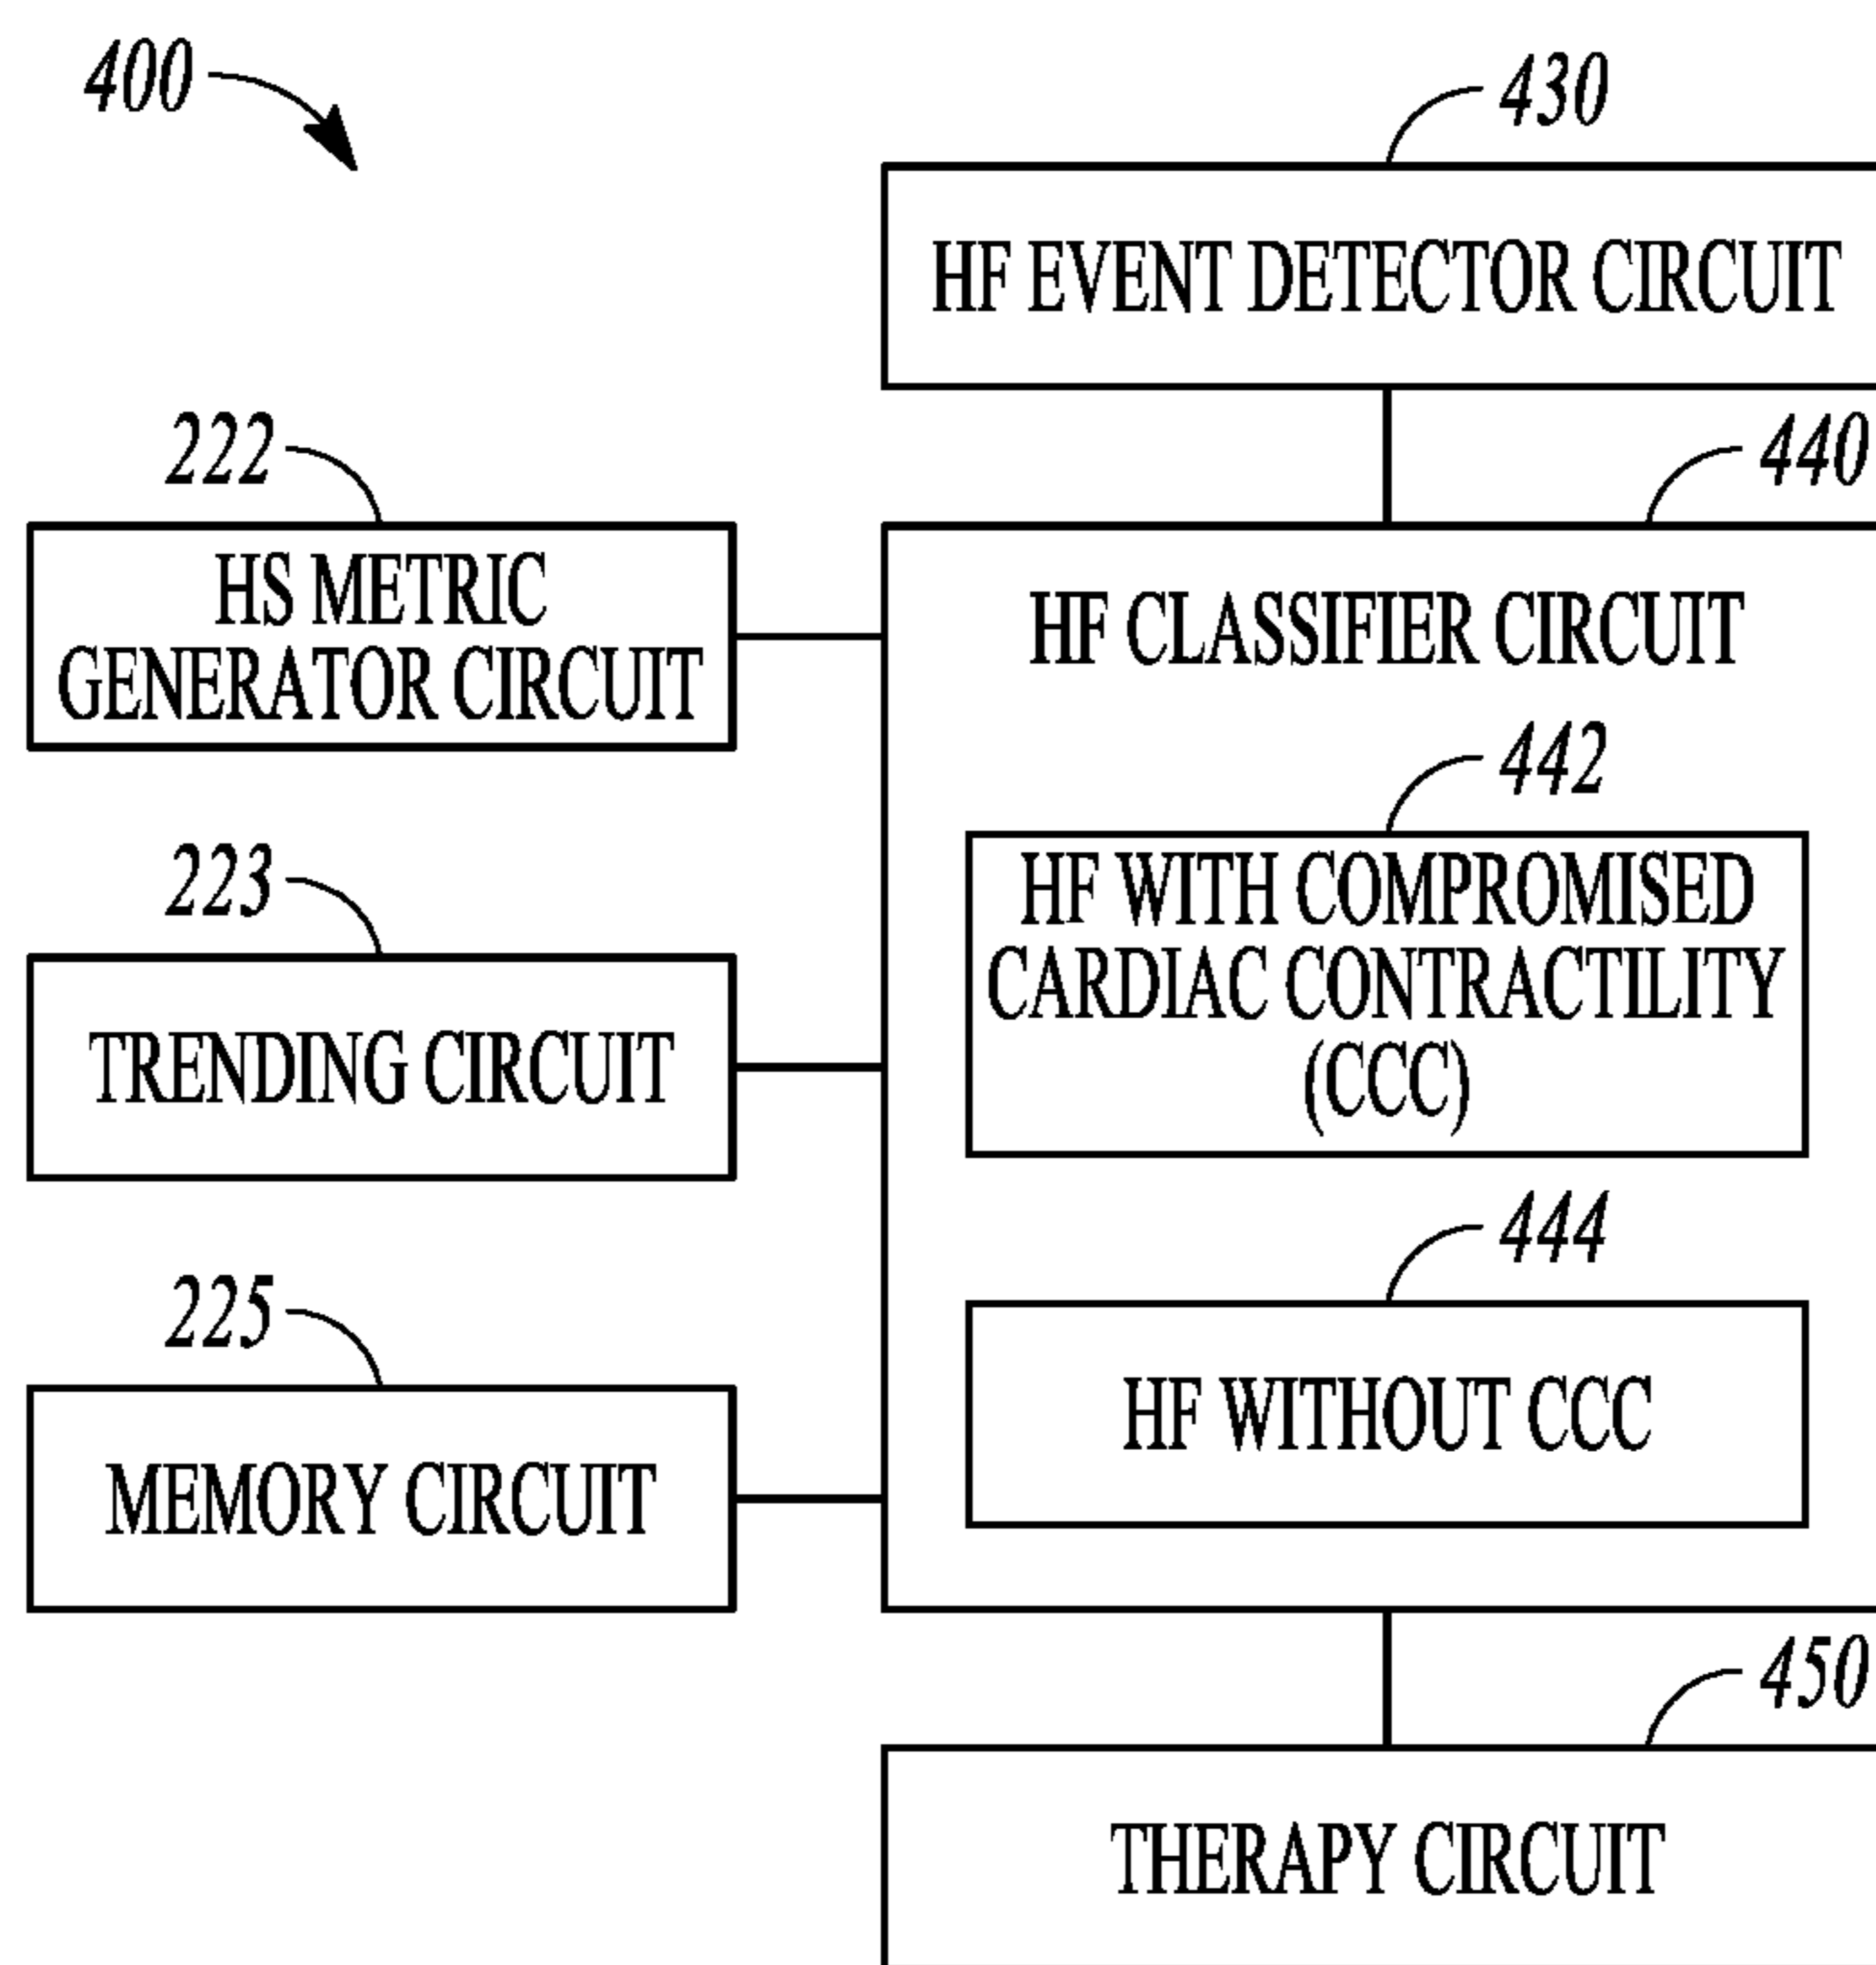 400
430
HF EVENT DETECTOR CIRCUIT
222
440
HS METRIC
GENERATOR CIRCUIT
HF CLASSIFIER CIRCUIT
442
223
HF WITH COMPROMISED
CARDIAC CONTRACTILITY
(CCC)
TRENDING CIRCUIT
444
225
HF WITHOUT CCC
MEMORY CIRCUIT
450
THERAPY CIRCUIT